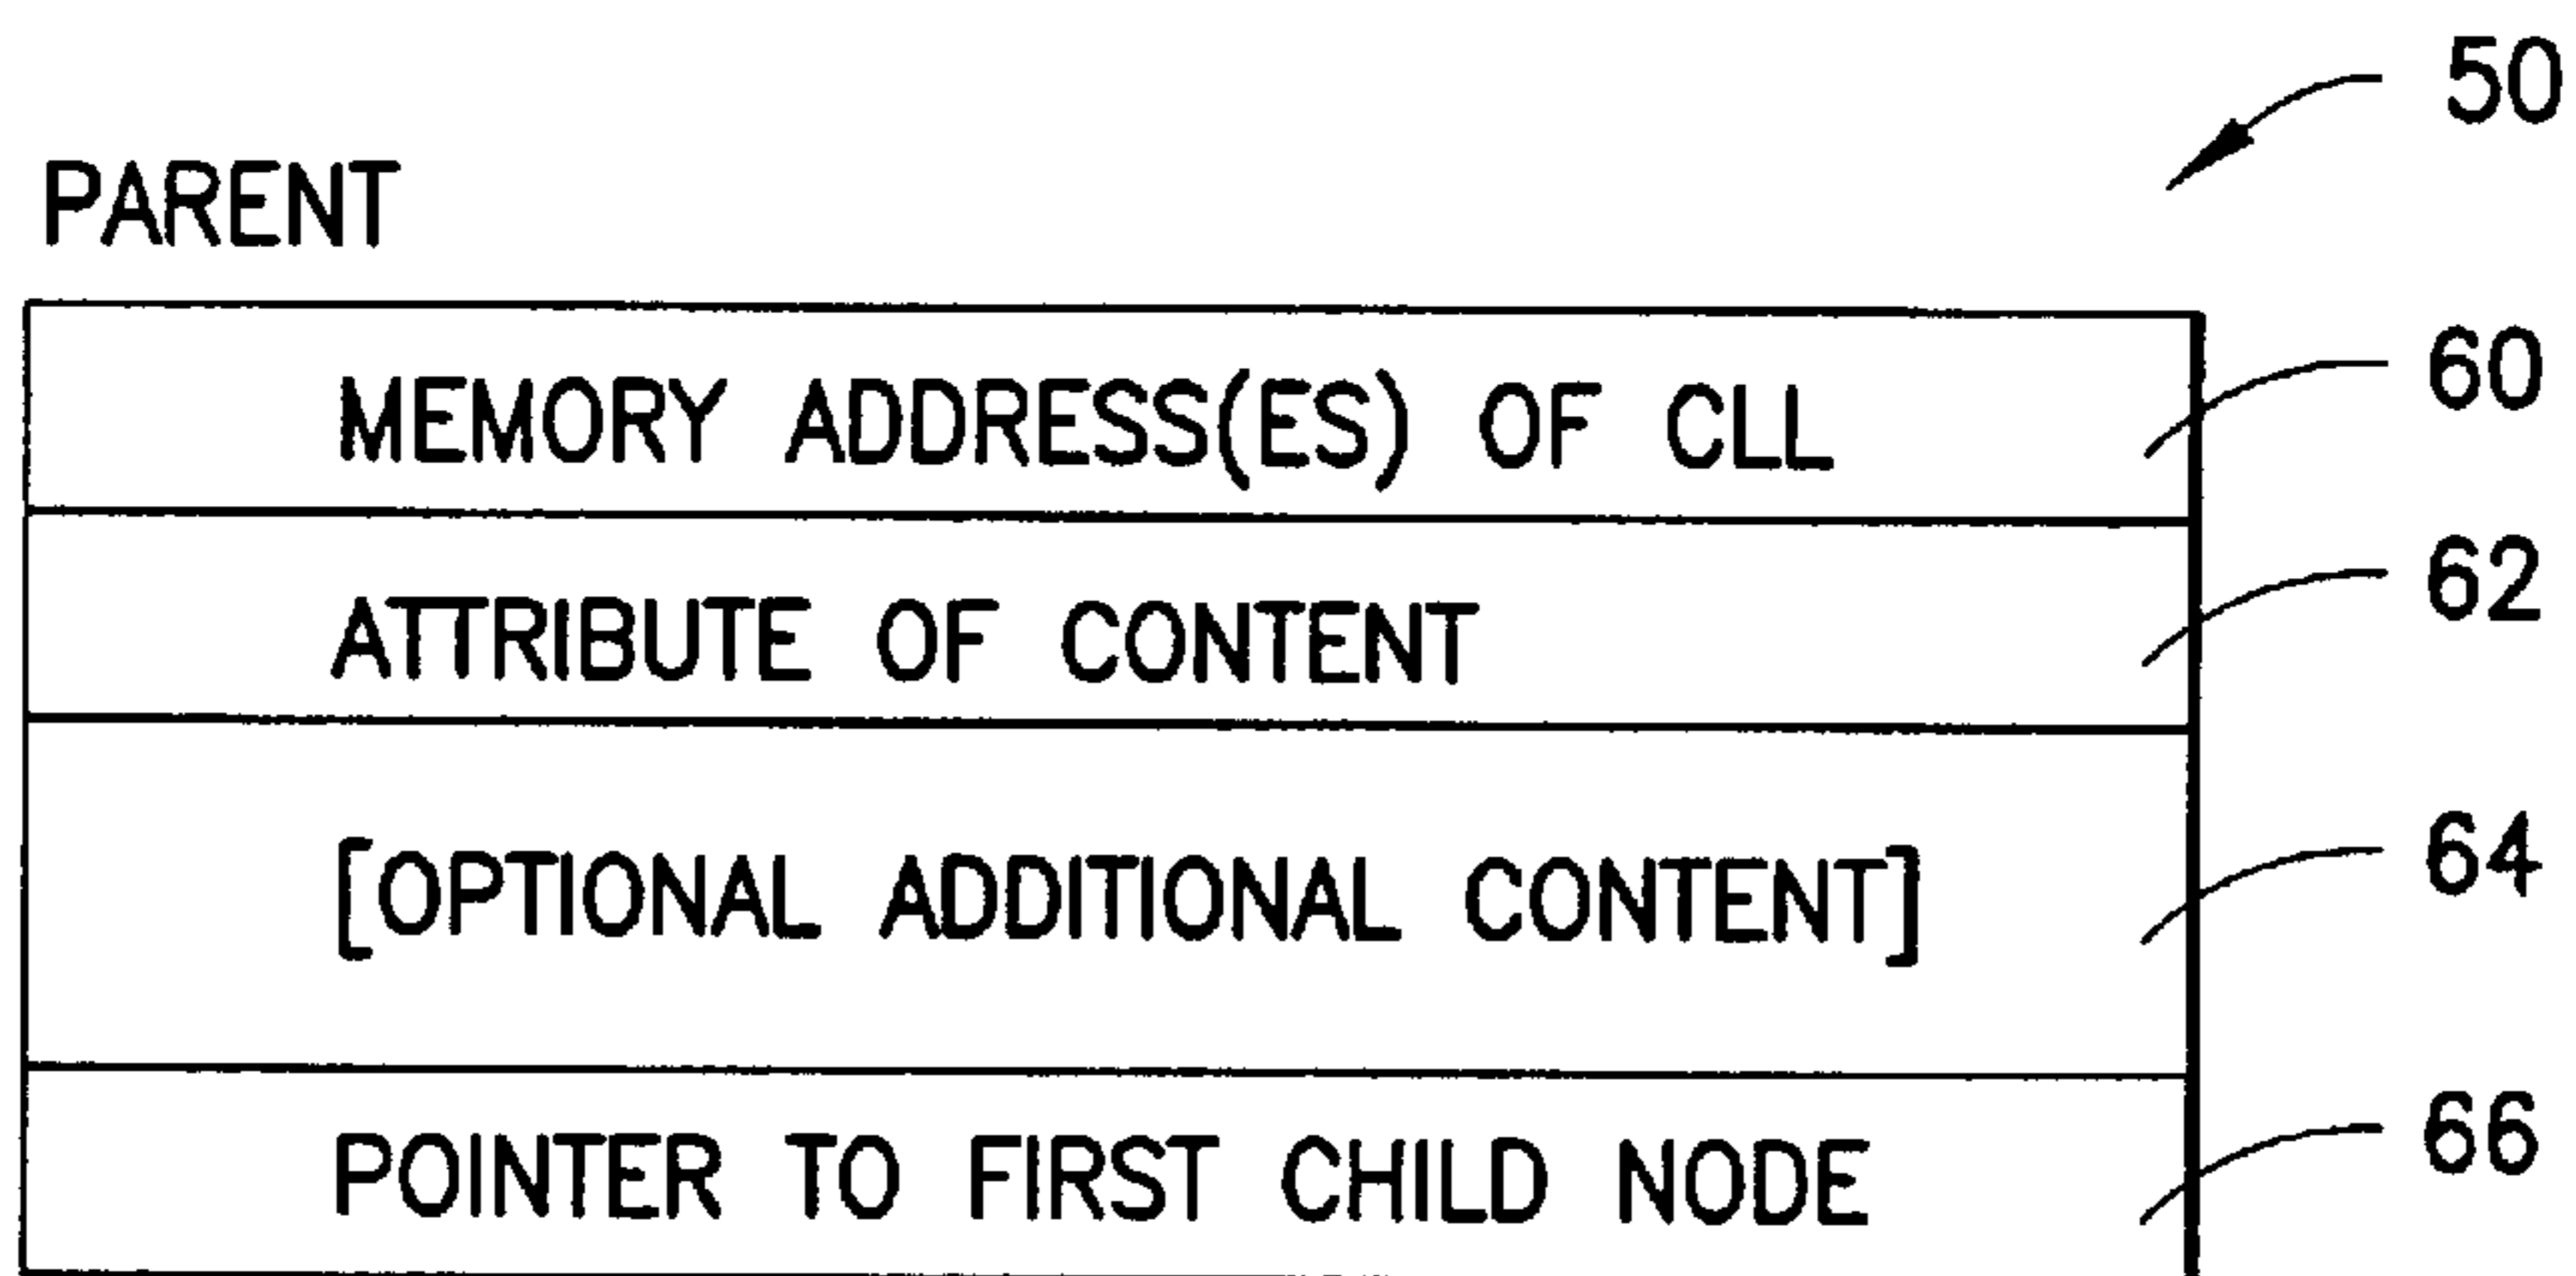 50
PARENT
MEMORY ADDRESS(ES) OF CLL 60
ATTRIBUTE OF CONTENT 62
[OPTIONAL ADDITIONAL CONTENT] 64
POINTER TO FIRST CHILD NODE 66